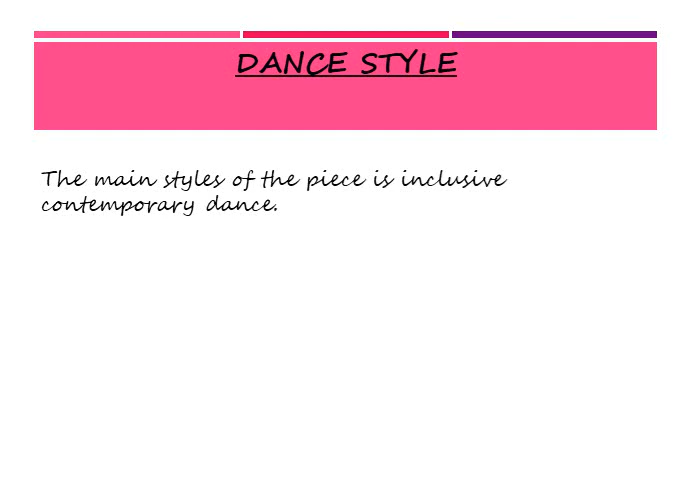 DANCE STYLE
The main styles of the piece is inclusive
contemporary dance.